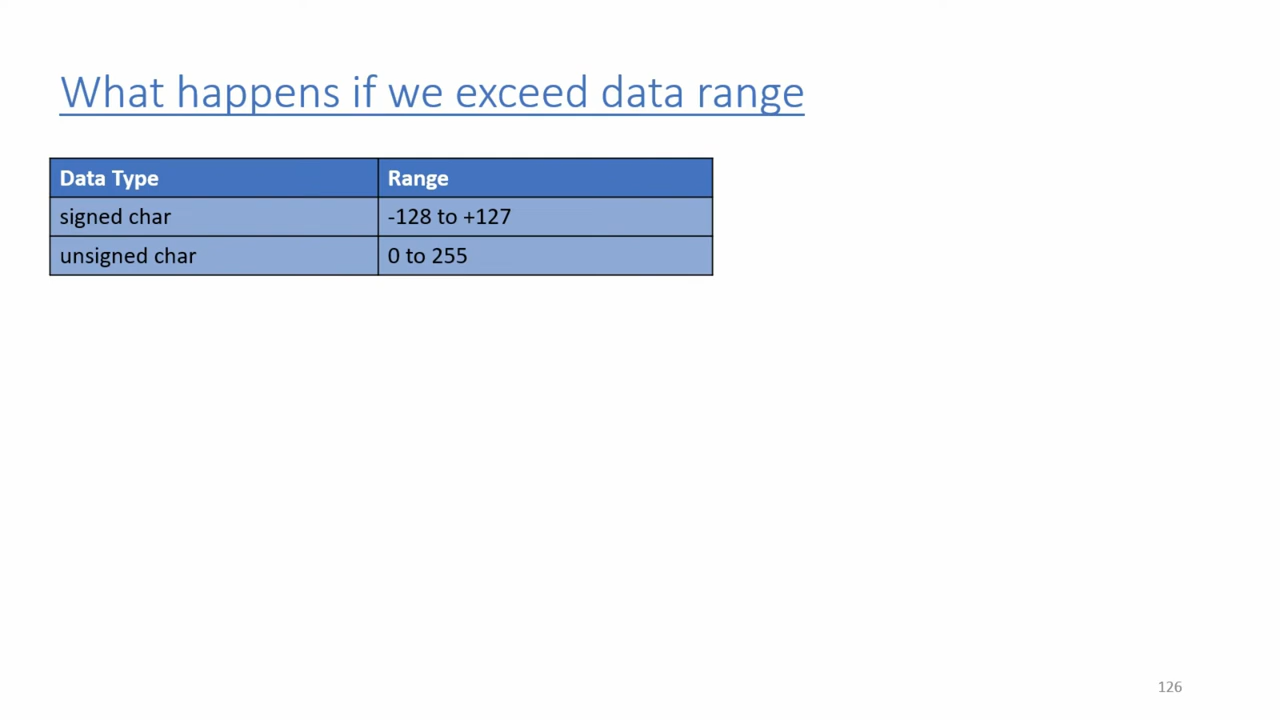 What happens if we exceed data range
Data Type Range
signed char -128 to +127
unsigned char 0 to 255
126